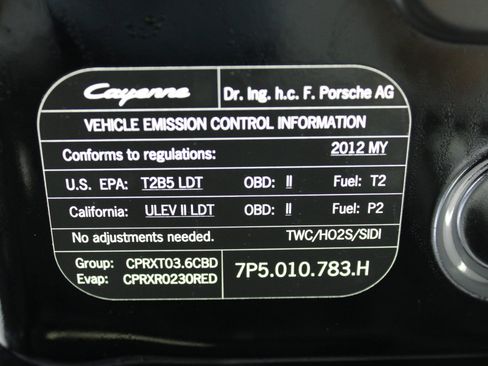 Cayenne Dr. Ing. h.c. F. Porsche AG
VEHICLE EMISSION CONTROL INFORMATION
Conforms to regulations: 2012 MY
U.S. EPA: T2B5 LDT OBD: II Fuel: T2
California: ULEV II LDT OBD: II Fuel: P2
No adjustments needed. TWC/HO2S/SIDI
Group: CPRXT03.6CBD 7P5.010.783.H
Evap: CPRXR0230RED